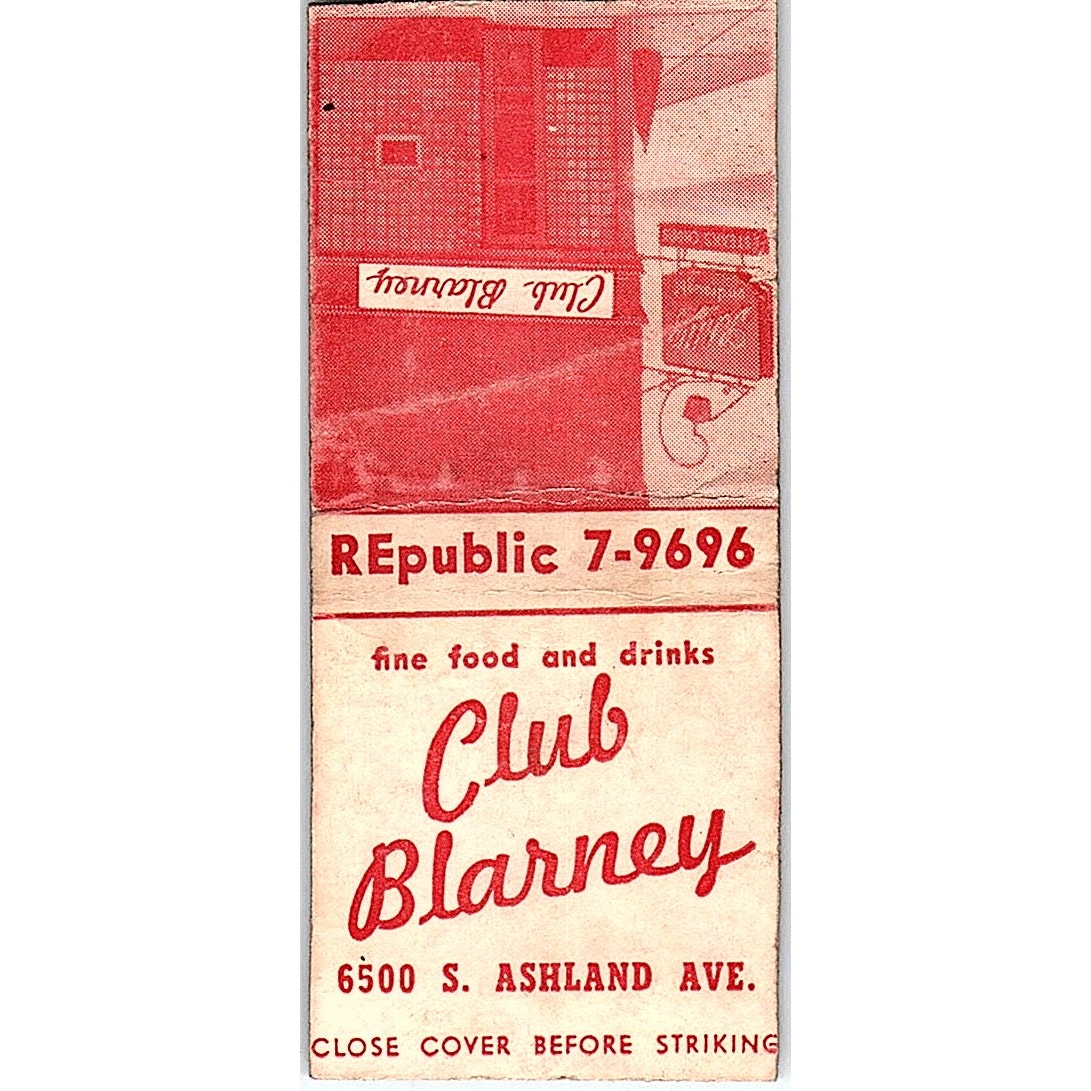 Club Blarney
REpublic 7-9696
fine food and drinks
Club
Blarney
6500 S. ASHLAND AVE.
CLOSE COVER BEFORE STRIKING